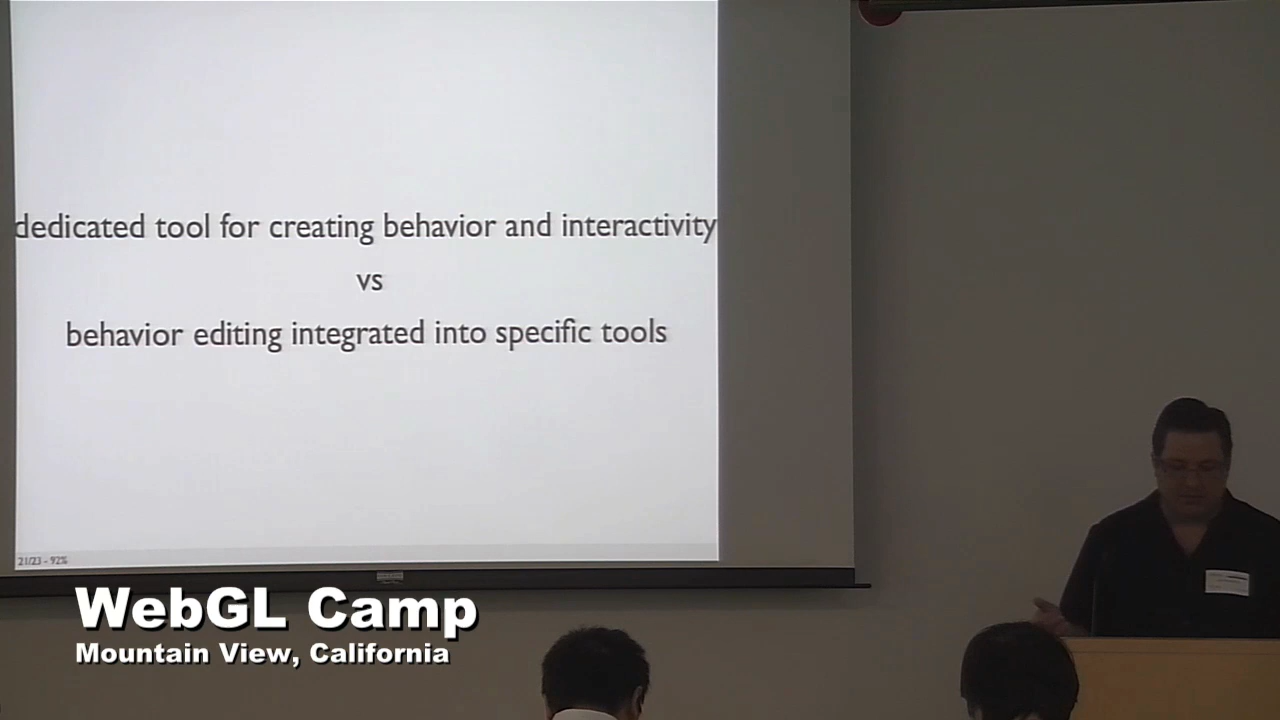 dedicated tool for creating behavior and interactivity
vs
behavior editing integrated into specific tools
21/23 - 92%
WebGL Camp
Mountain View, California